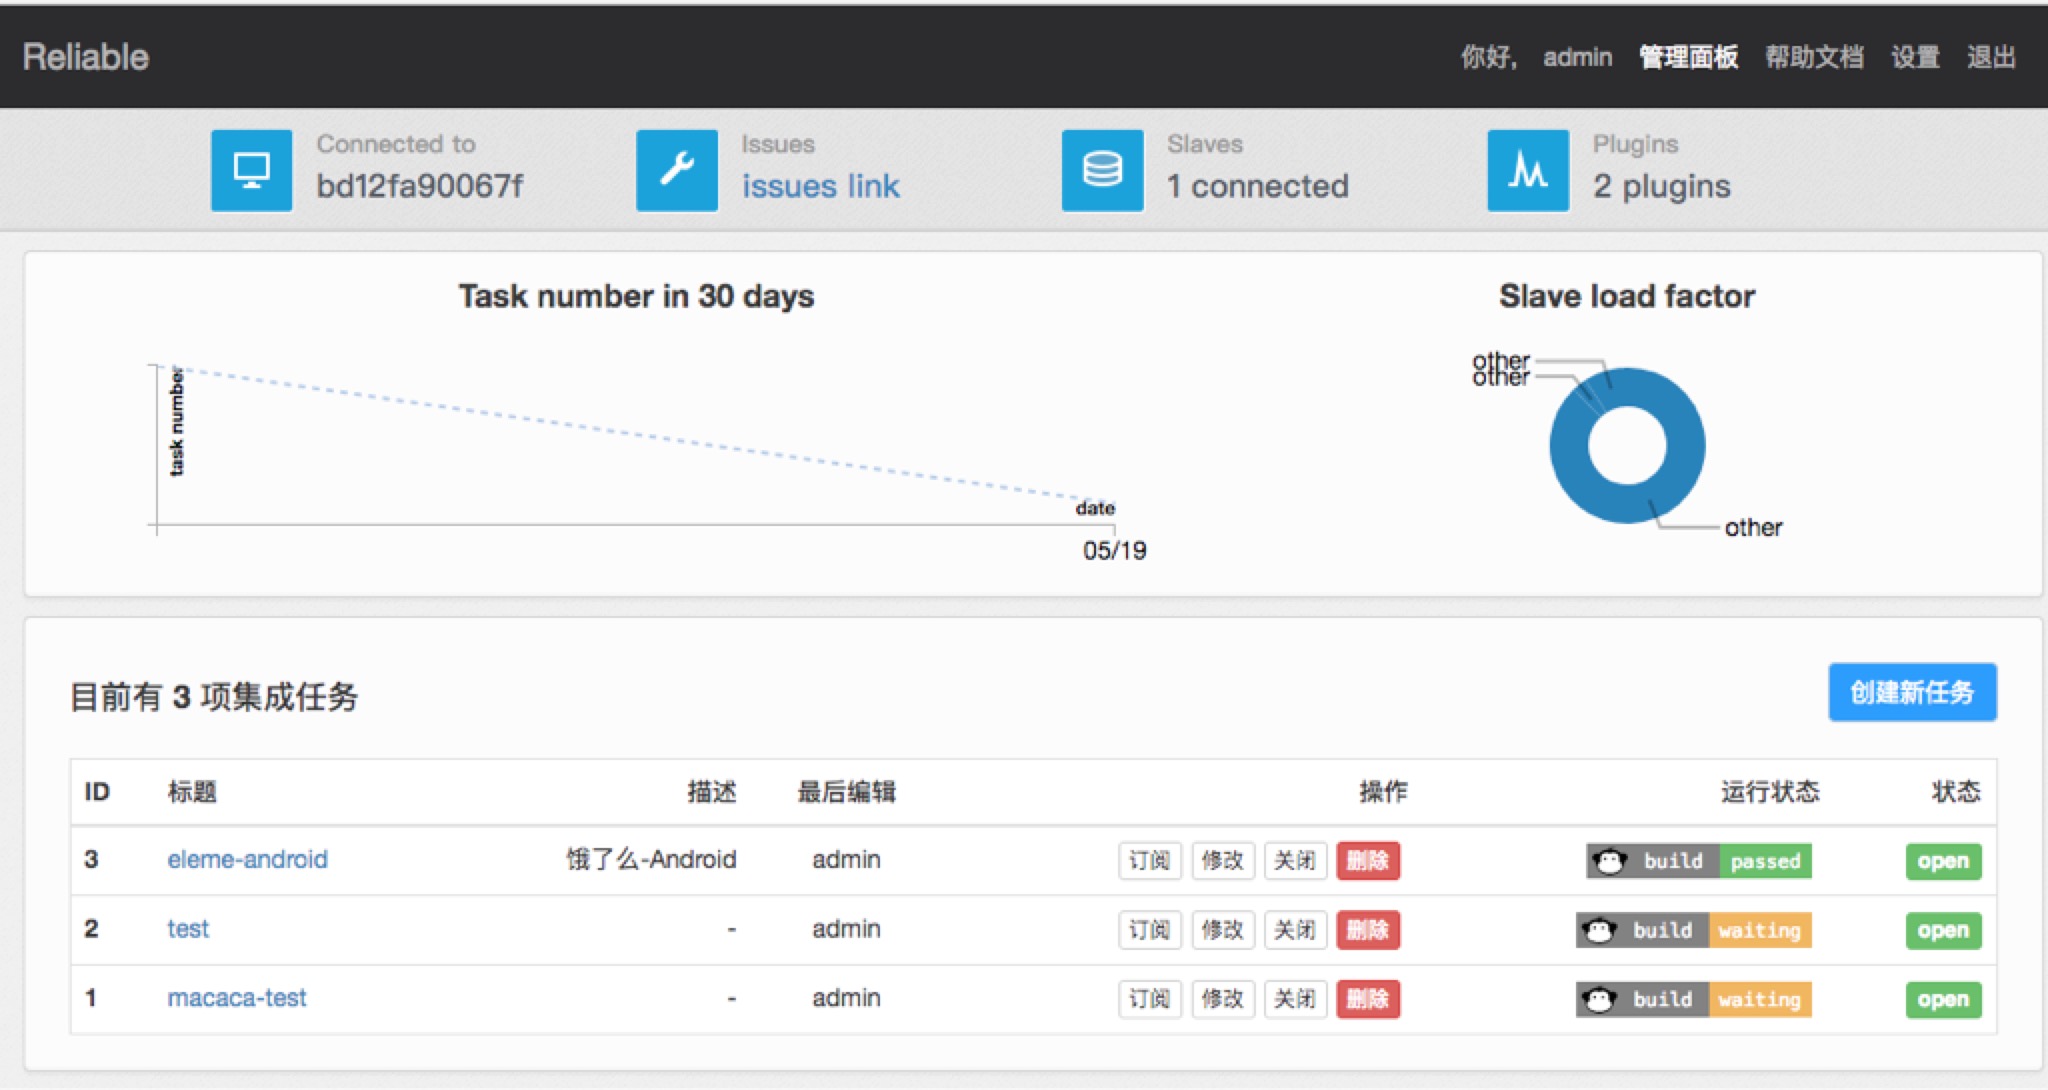 Reliable 你好, admin 管理面板 帮助文档 设置 退出
Connected to
bd12fa90067f
Issues
issues link
Slaves
1 connected
Plugins
2 plugins
Task number in 30 days
task number
date
05/19
Slave load factor
other
other
other
目前有 3 项集成任务
创建新任务
ID 标题 描述 最后编辑 操作 运行状态 状态
3 eleme-android 饿了么-Android admin 订阅 修改 关闭 删除 build passed open
2 test - admin 订阅 修改 关闭 删除 build waiting open
1 macaca-test - admin 订阅 修改 关闭 删除 build waiting open